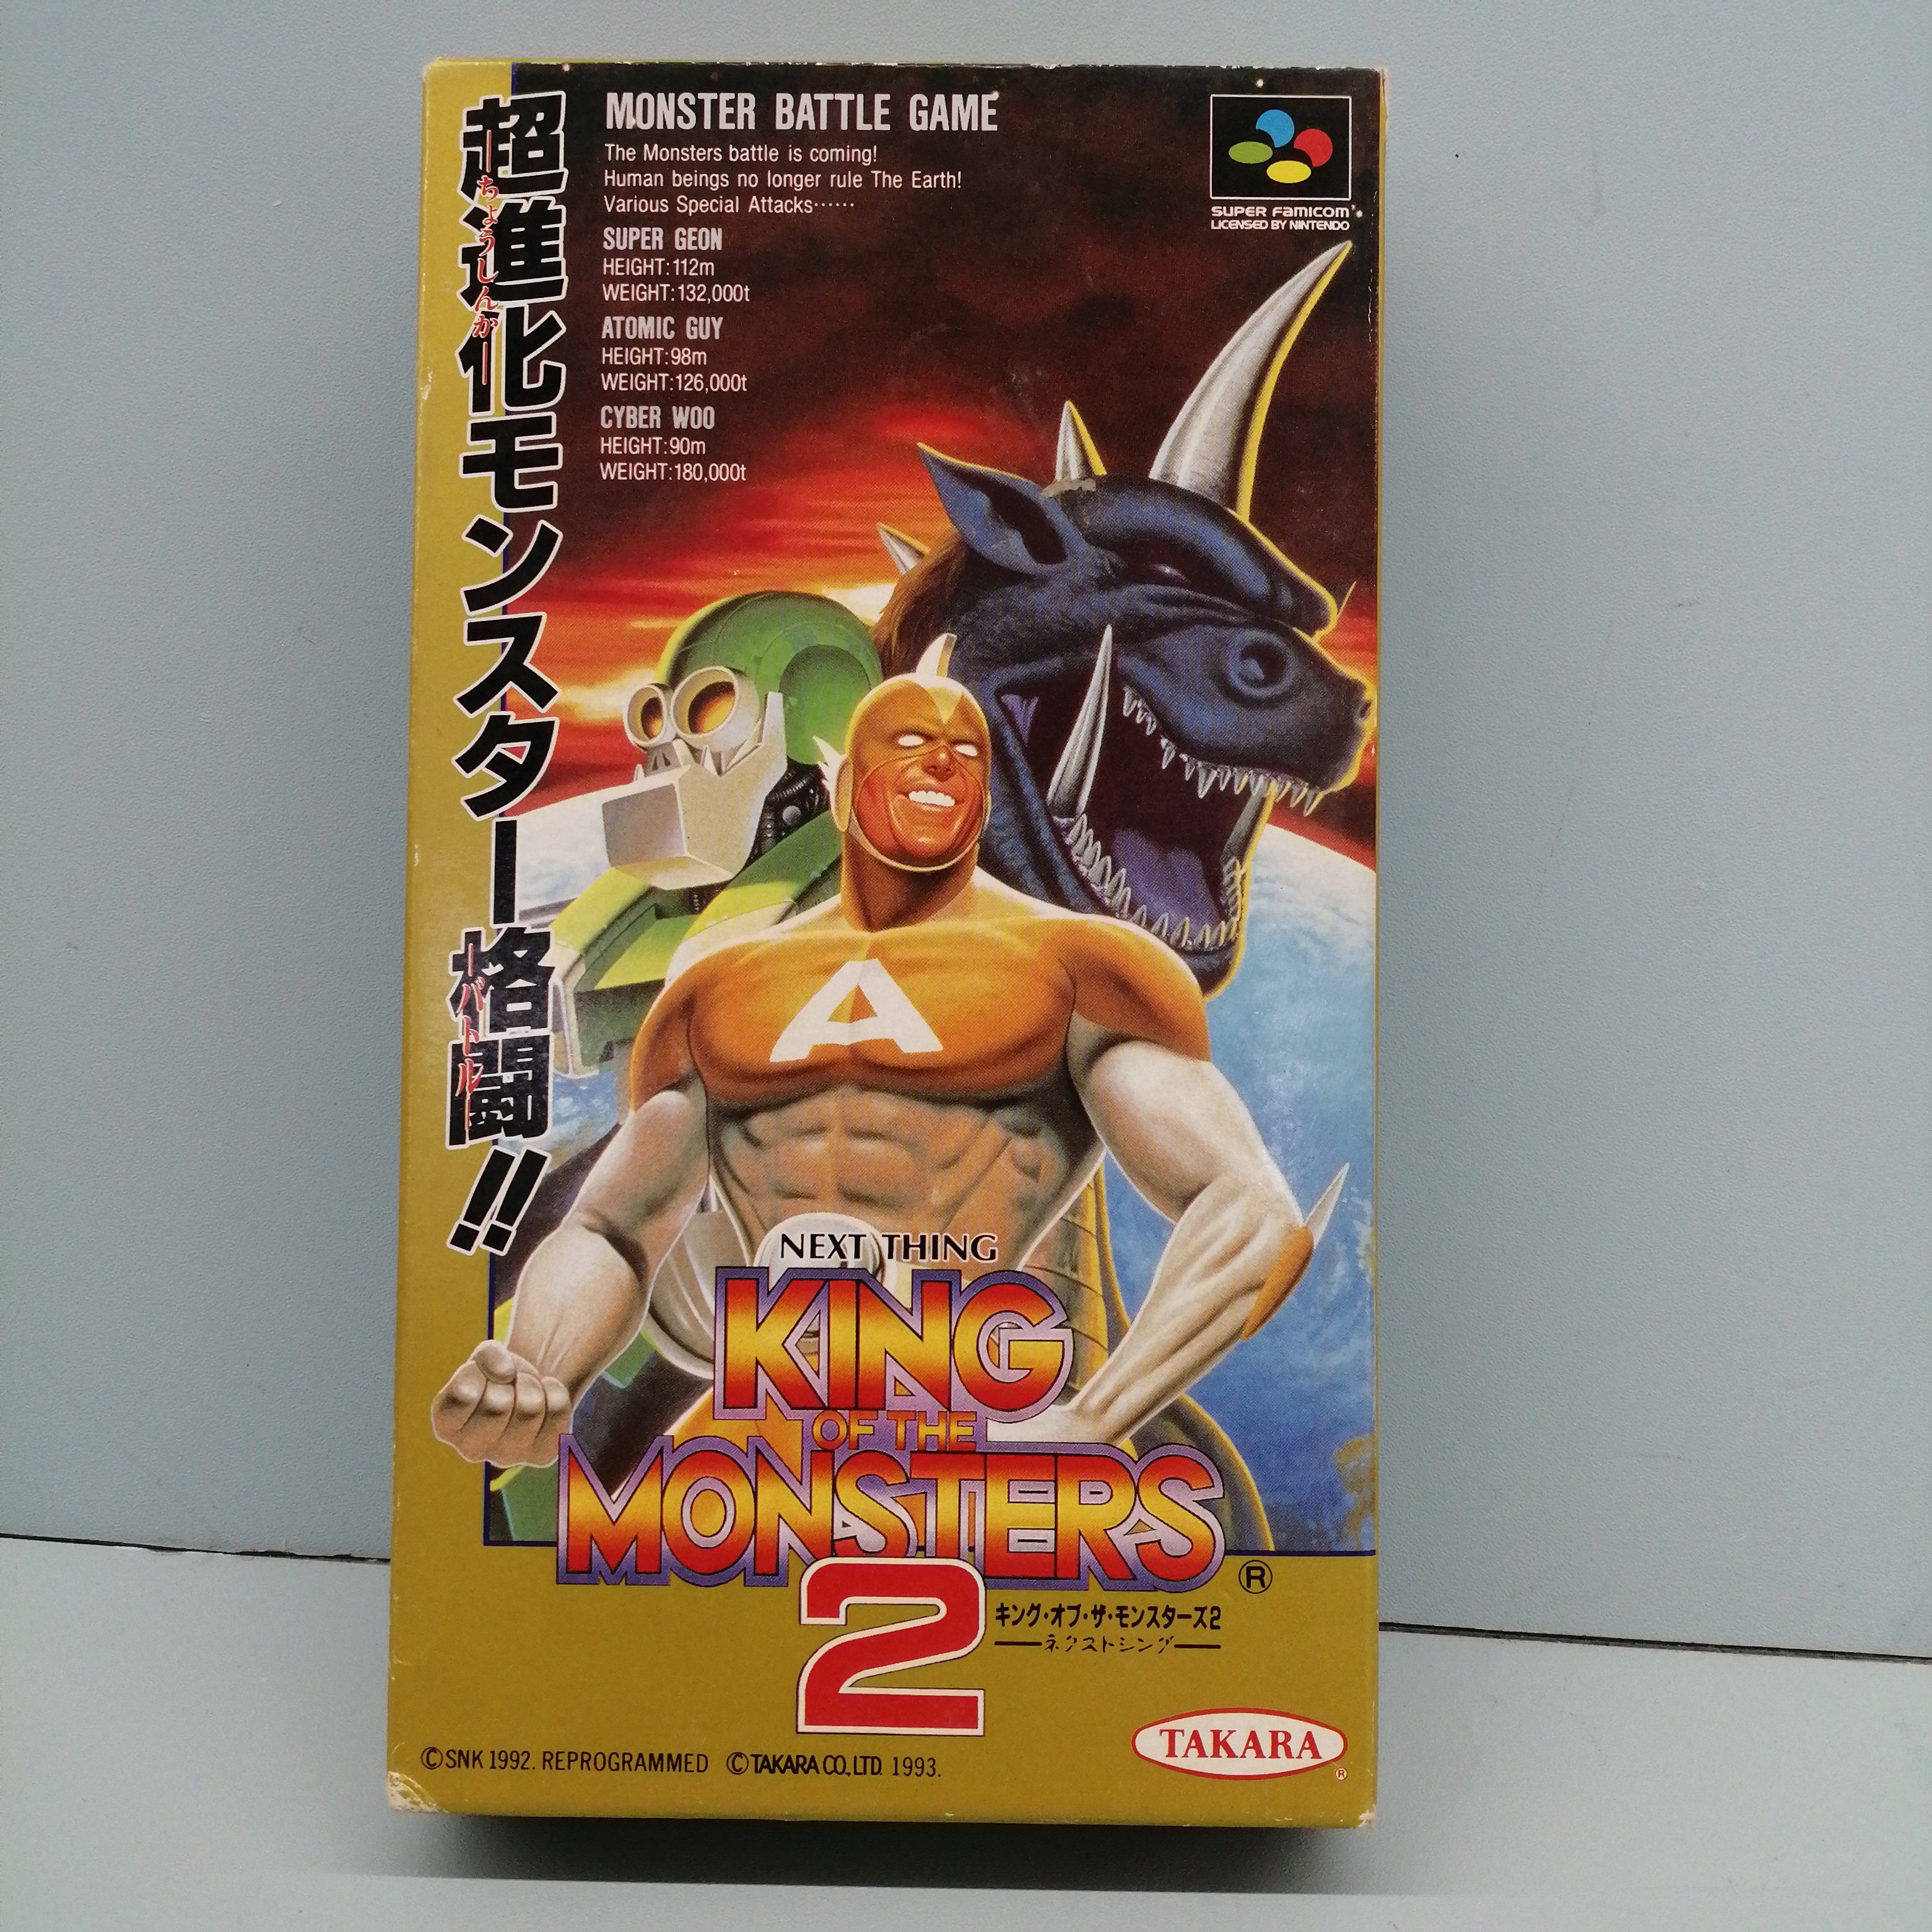 超進化モンスター格闘!!
ちょうしんか
バトル
MONSTER BATTLE GAME
The Monsters battle is coming!
Human beings no longer rule The Earth!
Various Special Attacks……
SUPER GEON
HEIGHT:112m
WEIGHT:132,000t
ATOMIC GUY
HEIGHT:98m
WEIGHT:126,000t
CYBER WOO
HEIGHT:90m
WEIGHT:180,000t
SUPER FAMICOM
LICENSED BY NINTENDO
A
NEXT THING
KING
OF THE
MONSTERS
2
®
キング・オブ・ザ・モンスターズ2
ネクストシング
TAKARA
®
©SNK 1992. REPROGRAMMED ©TAKARA CO.,LTD. 1993.